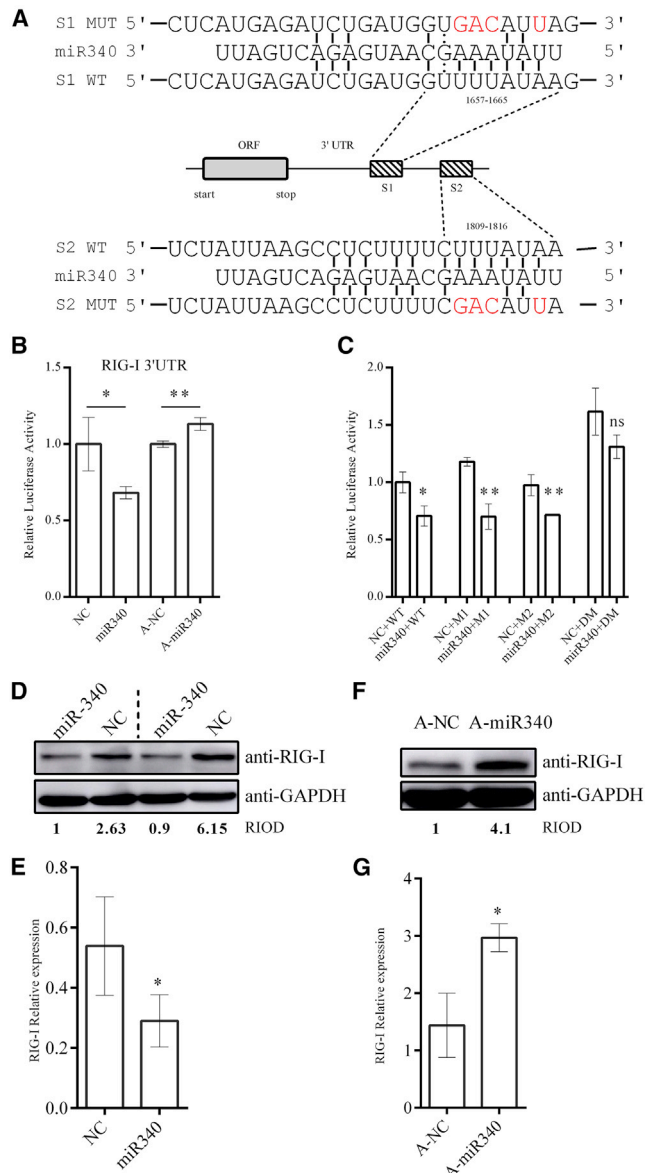 A
S1 MUT 5'—CUCAUGAGAUCUGAUGGUGACAUUAG—3'
miR340 3' UUAGUCAGAGUAACGAAAUAUU 5'
S1 WT 5'—CUCAUGAGAUCUGAUGGUUUUAUAAG—3'
1657-1665
ORF 3' UTR
start stop S1 S2
1809-1816
S2 WT 5'—UCUAUUAAGCCUCUUUUCUUUAUAA—3'
miR340 3' UUAGUCAGAGUAACGAAAUAUU 5'
S2 MUT 5'—UCUAUUAAGCCUCUUUUCGACAUUA—3'
B
RIG-I 3'UTR
Relative Luciferase Activity
1.5
1.0
0.5
0.0
* **
NC miR340 A-NC A-miR340
C
Relative Luciferase Activity
2.0
1.5
1.0
0.5
0.0
* ** ** ns
NC+WT miR340+WT NC+M1 mirR340+M1 NC+M2 mirR340+M2 NC+DM mirR340+DM
D
miR-340 NC miR-340 NC
anti-RIG-I
anti-GAPDH
1 2.63 0.9 6.15 RIOD
F
A-NC A-miR340
anti-RIG-I
anti-GAPDH
1 4.1 RIOD
E
RIG-I Relative expression
0.8
0.6
0.4
0.2
0.0
*
NC miR340
G
RIG-I Relative expression
4
3
2
1
0
*
A-NC A-miR340